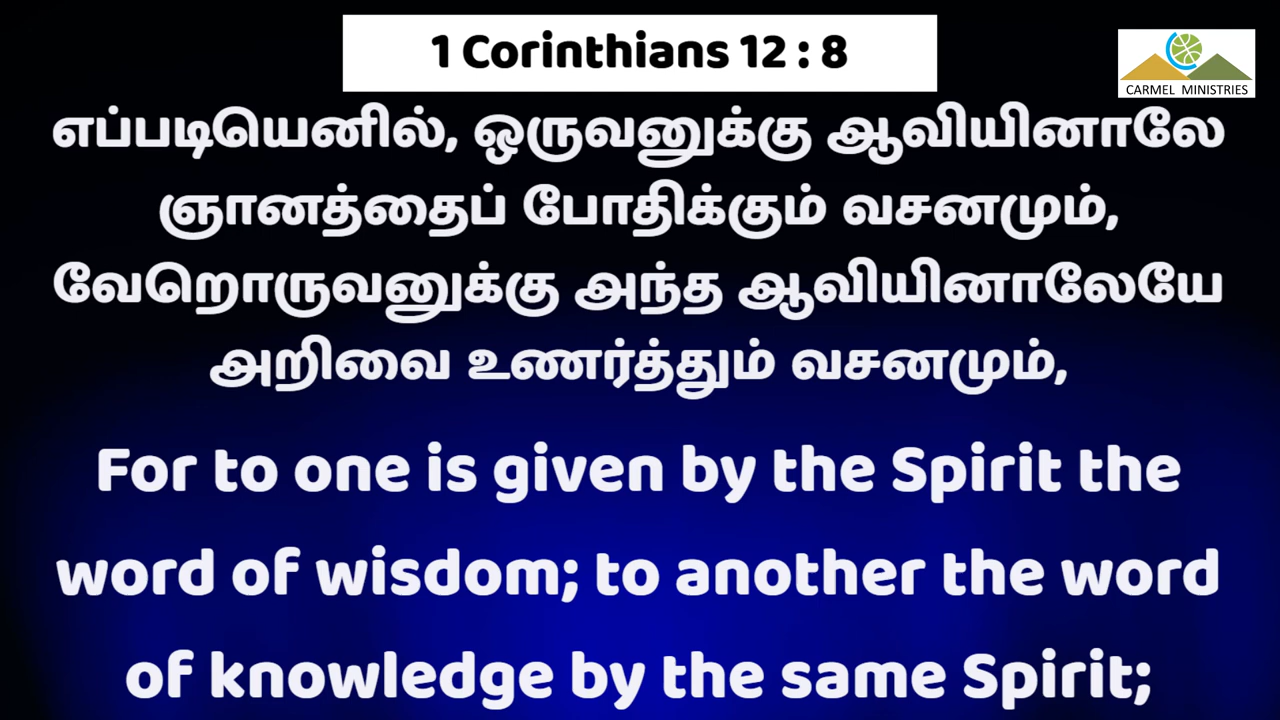 1 Corinthians 12 : 8
CARMEL MINISTRIES
எப்படியெனில், ஒருவனுக்கு ஆவியினாலே
ஞானத்தைப் போதிக்கும் வசனமும்,
வேறொருவனுக்கு அந்த ஆவியினாலேயே
அறிவை உணர்த்தும் வசனமும்,
For to one is given by the Spirit the
word of wisdom; to another the word
of knowledge by the same Spirit;